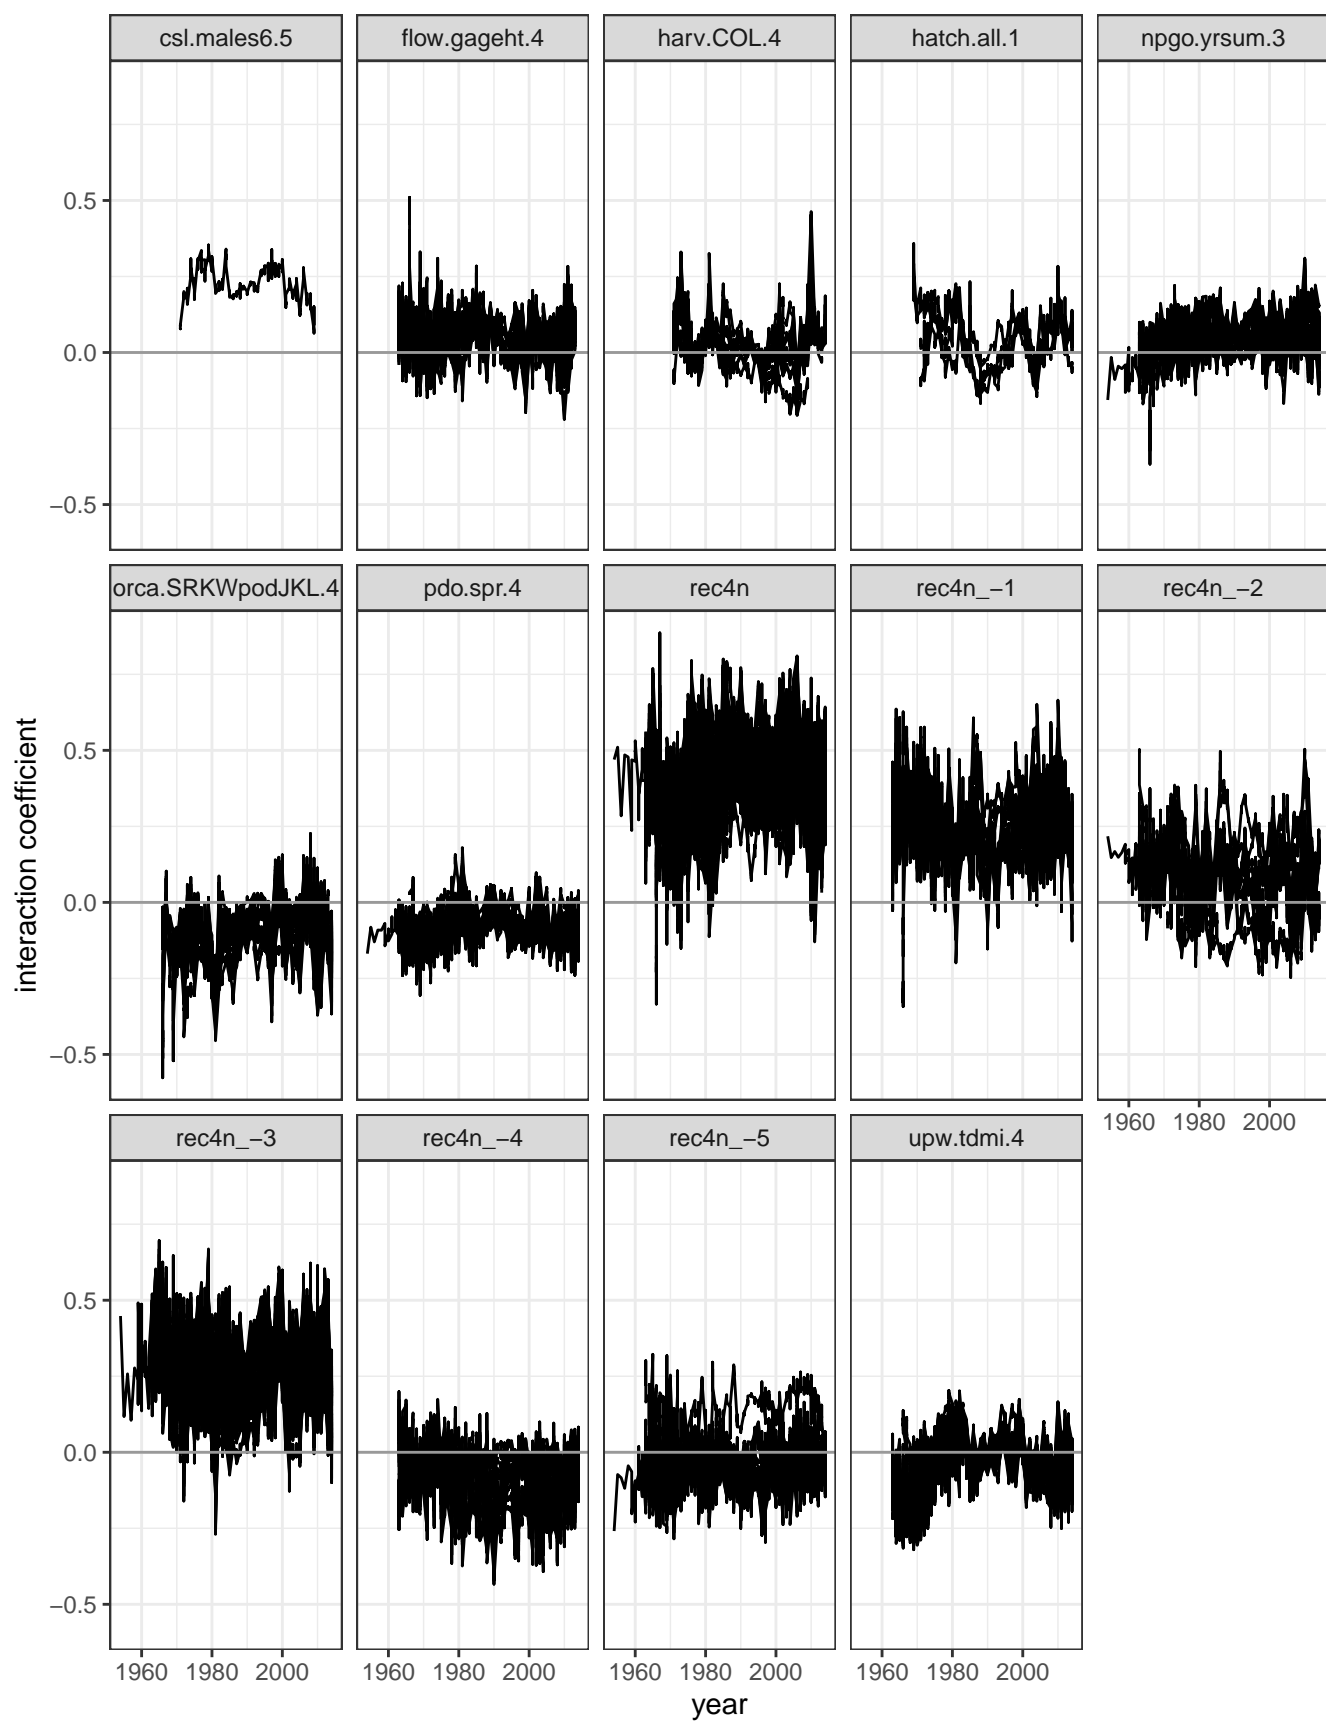 csl.males6.5 flow.gageht.4 harv.COL.4 hatch.all.1 npgo.yrsum.3
0.5
0.0
−0.5
orca.SRKWpodJKL.4 pdo.spr.4 rec4n rec4n_−1 rec4n_−2
0.5
0.0
−0.5
interaction coefficient
1960 1980 2000
rec4n_−3 rec4n_−4 rec4n_−5 upw.tdmi.4
0.5
0.0
−0.5
1960 1980 2000 1960 1980 2000 1960 1980 2000 1960 1980 2000
year